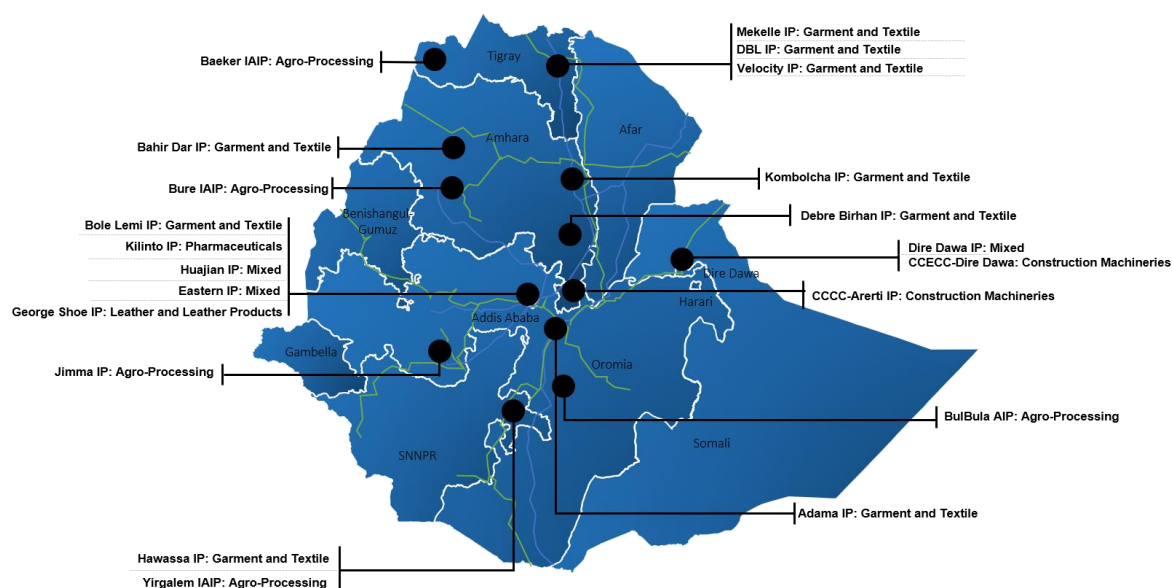 Mekelle IP: Garment and Textile
DBL IP: Garment and Textile
Velocity IP: Garment and Textile
Baeker IAIP: Agro-Processing
Tigray
Afar
Amhara
Bahir Dar IP: Garment and Textile
Bure IAIP: Agro-Processing
Kombolcha IP: Garment and Textile
Benishangul-
Gumuz
Debre Birhan IP: Garment and Textile
Bole Lemi IP: Garment and Textile
Kilinto IP: Pharmaceuticals
Huajian IP: Mixed
Eastern IP: Mixed
George Shoe IP: Leather and Leather Products
Dire Dawa IP: Mixed
CCECC-Dire Dawa: Construction Machineries
Dire Dawa
Harari
CCCC-Arerti IP: Construction Machineries
Addis Ababa
Gambella
Oromia
Jimma IP: Agro-Processing
BulBula AIP: Agro-Processing
Somali
SNNPR
Adama IP: Garment and Textile
Hawassa IP: Garment and Textile
Yirgalem IAIP: Agro-Processing